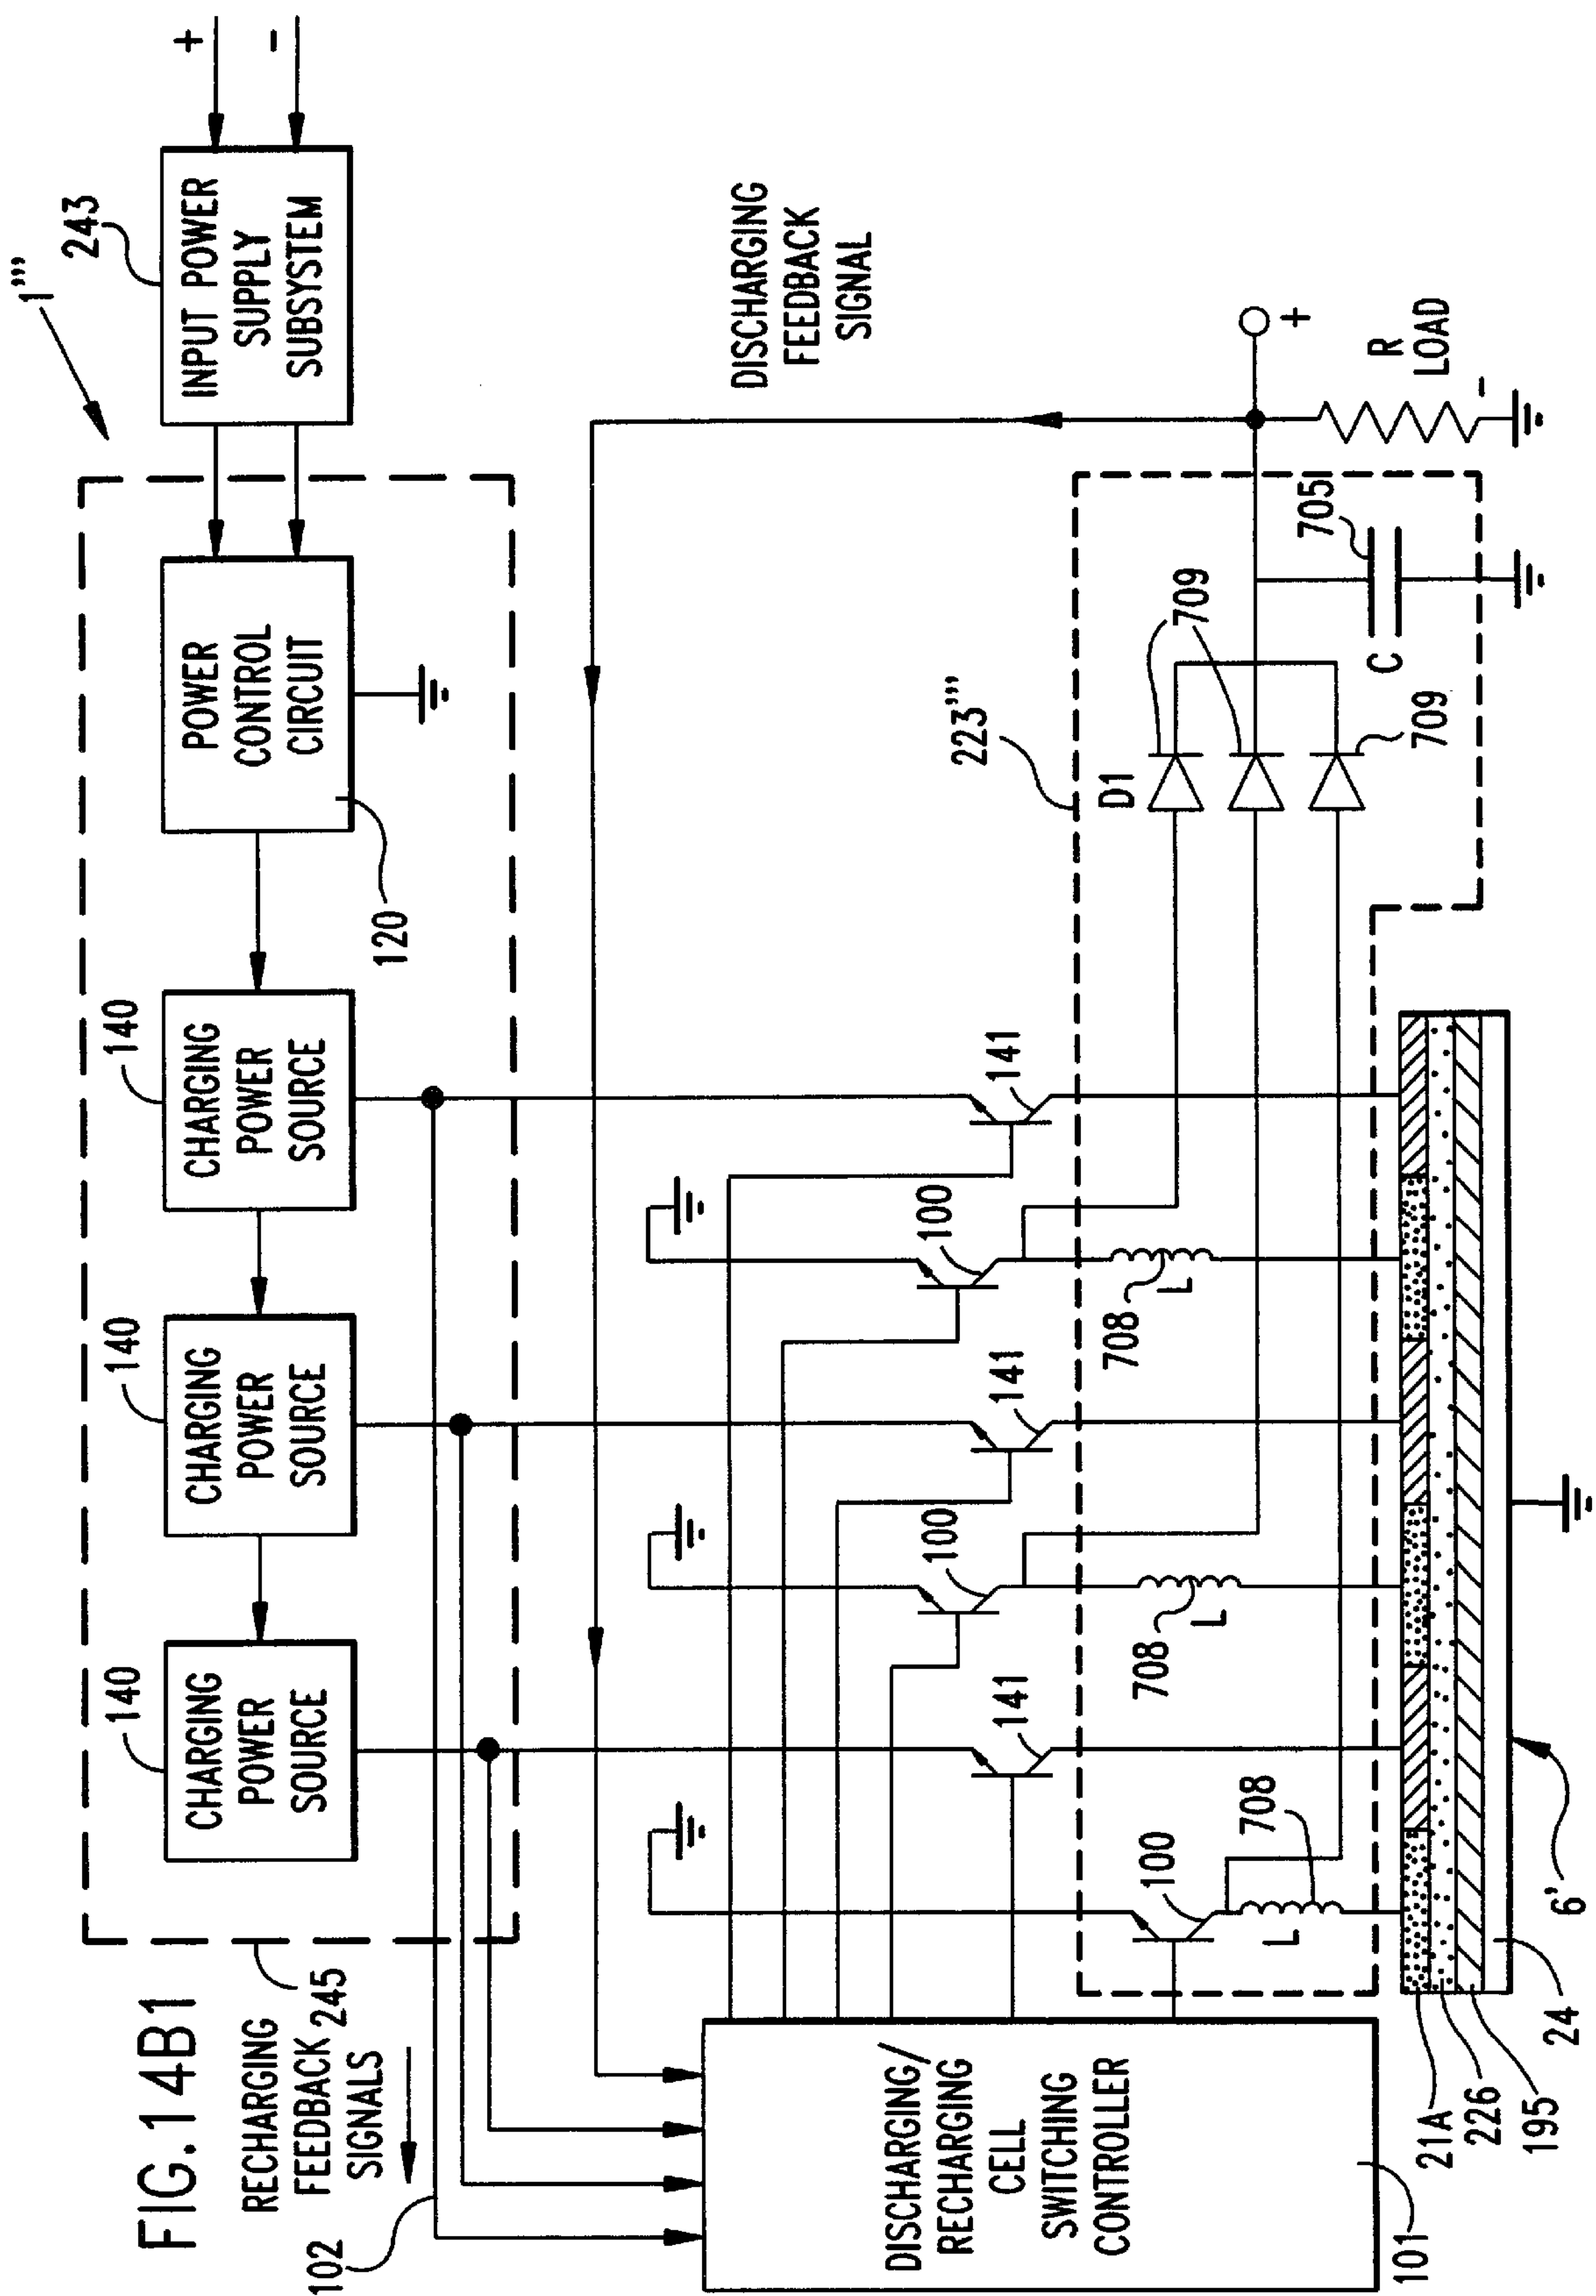 FIG.14B1
1'''
+
-
243
INPUT POWER
SUPPLY
SUBSYSTEM
POWER
CONTROL
CIRCUIT
120
140
CHARGING
POWER
SOURCE
140
CHARGING
POWER
SOURCE
140
CHARGING
POWER
SOURCE
245
RECHARGING
FEEDBACK
SIGNALS
102
DISCHARGING
FEEDBACK
SIGNAL
141
100
141
100
141
100
708
L
708
L
708
L
223'''
D1
709
709
705
C
+
R
LOAD
-
DISCHARGING/
RECHARGING
CELL
SWITCHING
CONTROLLER
101
21A
226
195
24
6'